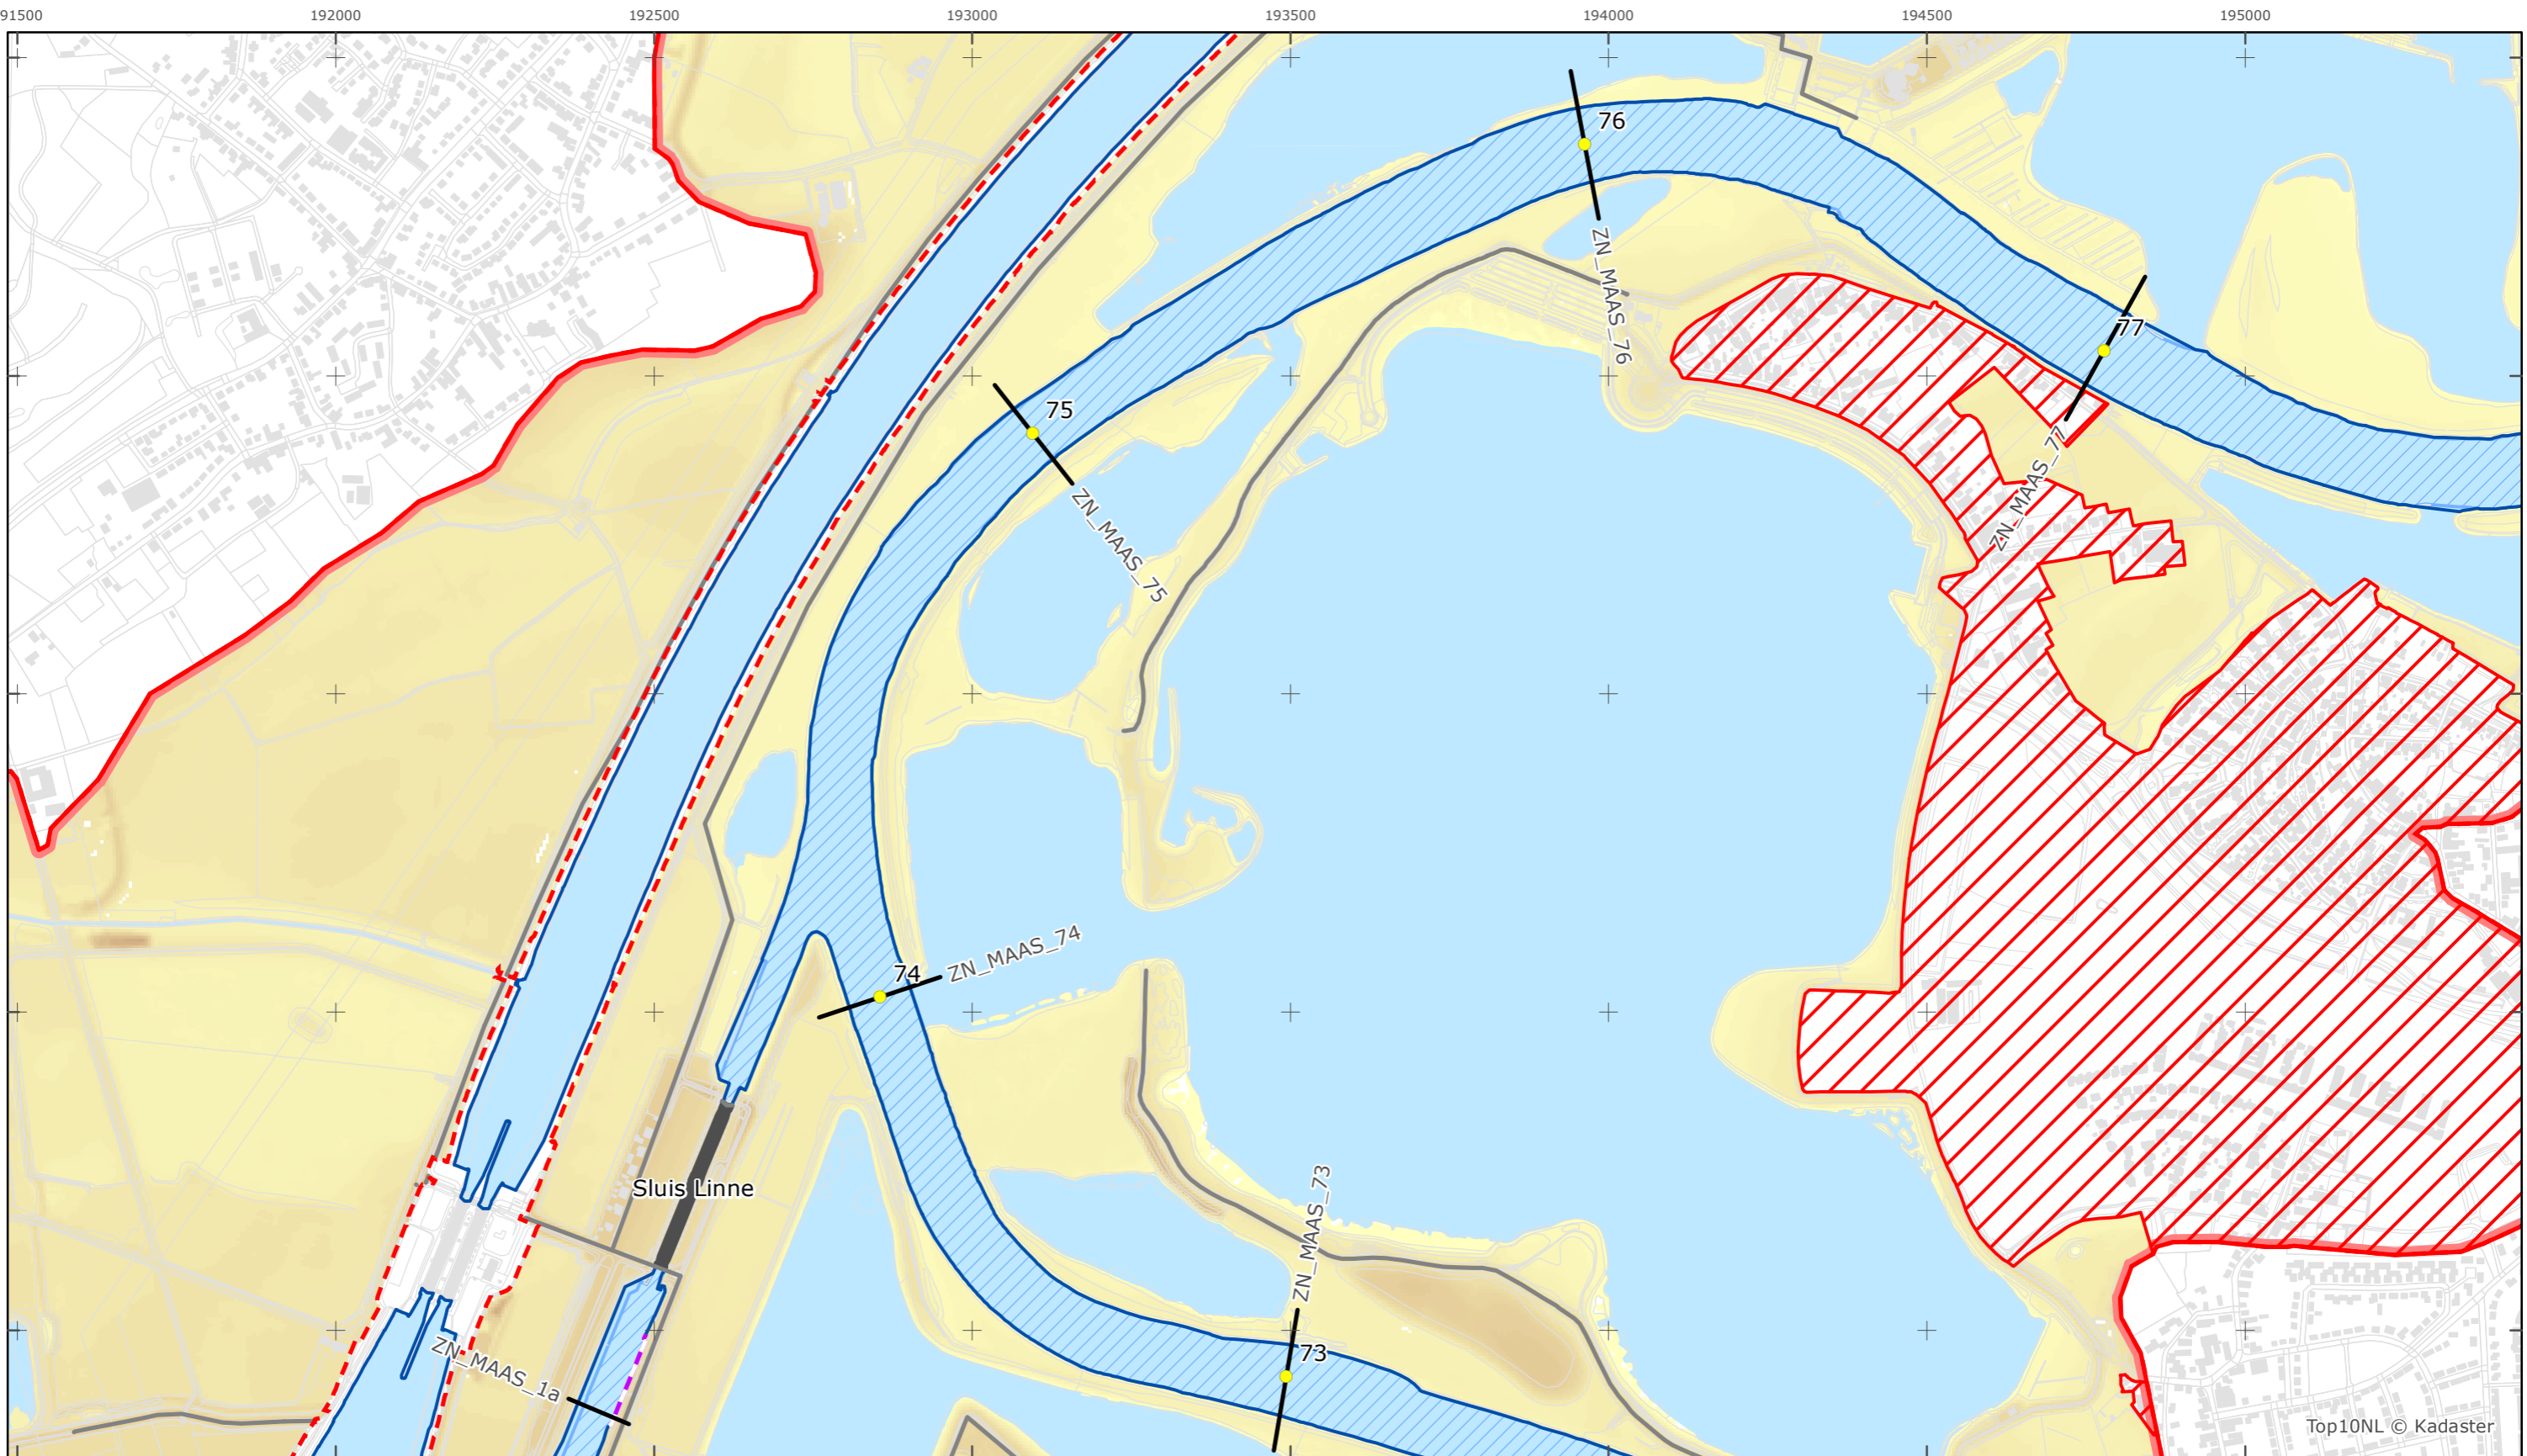 91500 192000 192500 193000 193500 194000 194500 195000
76
ZN_MAAS_76
77
ZN_MAAS_77
75
ZN_MAAS_75
74
ZN_MAAS_74
Sluis Linne
ZN_MAAS_73
73
ZN_MAAS_1a
Top10NL © Kadaster